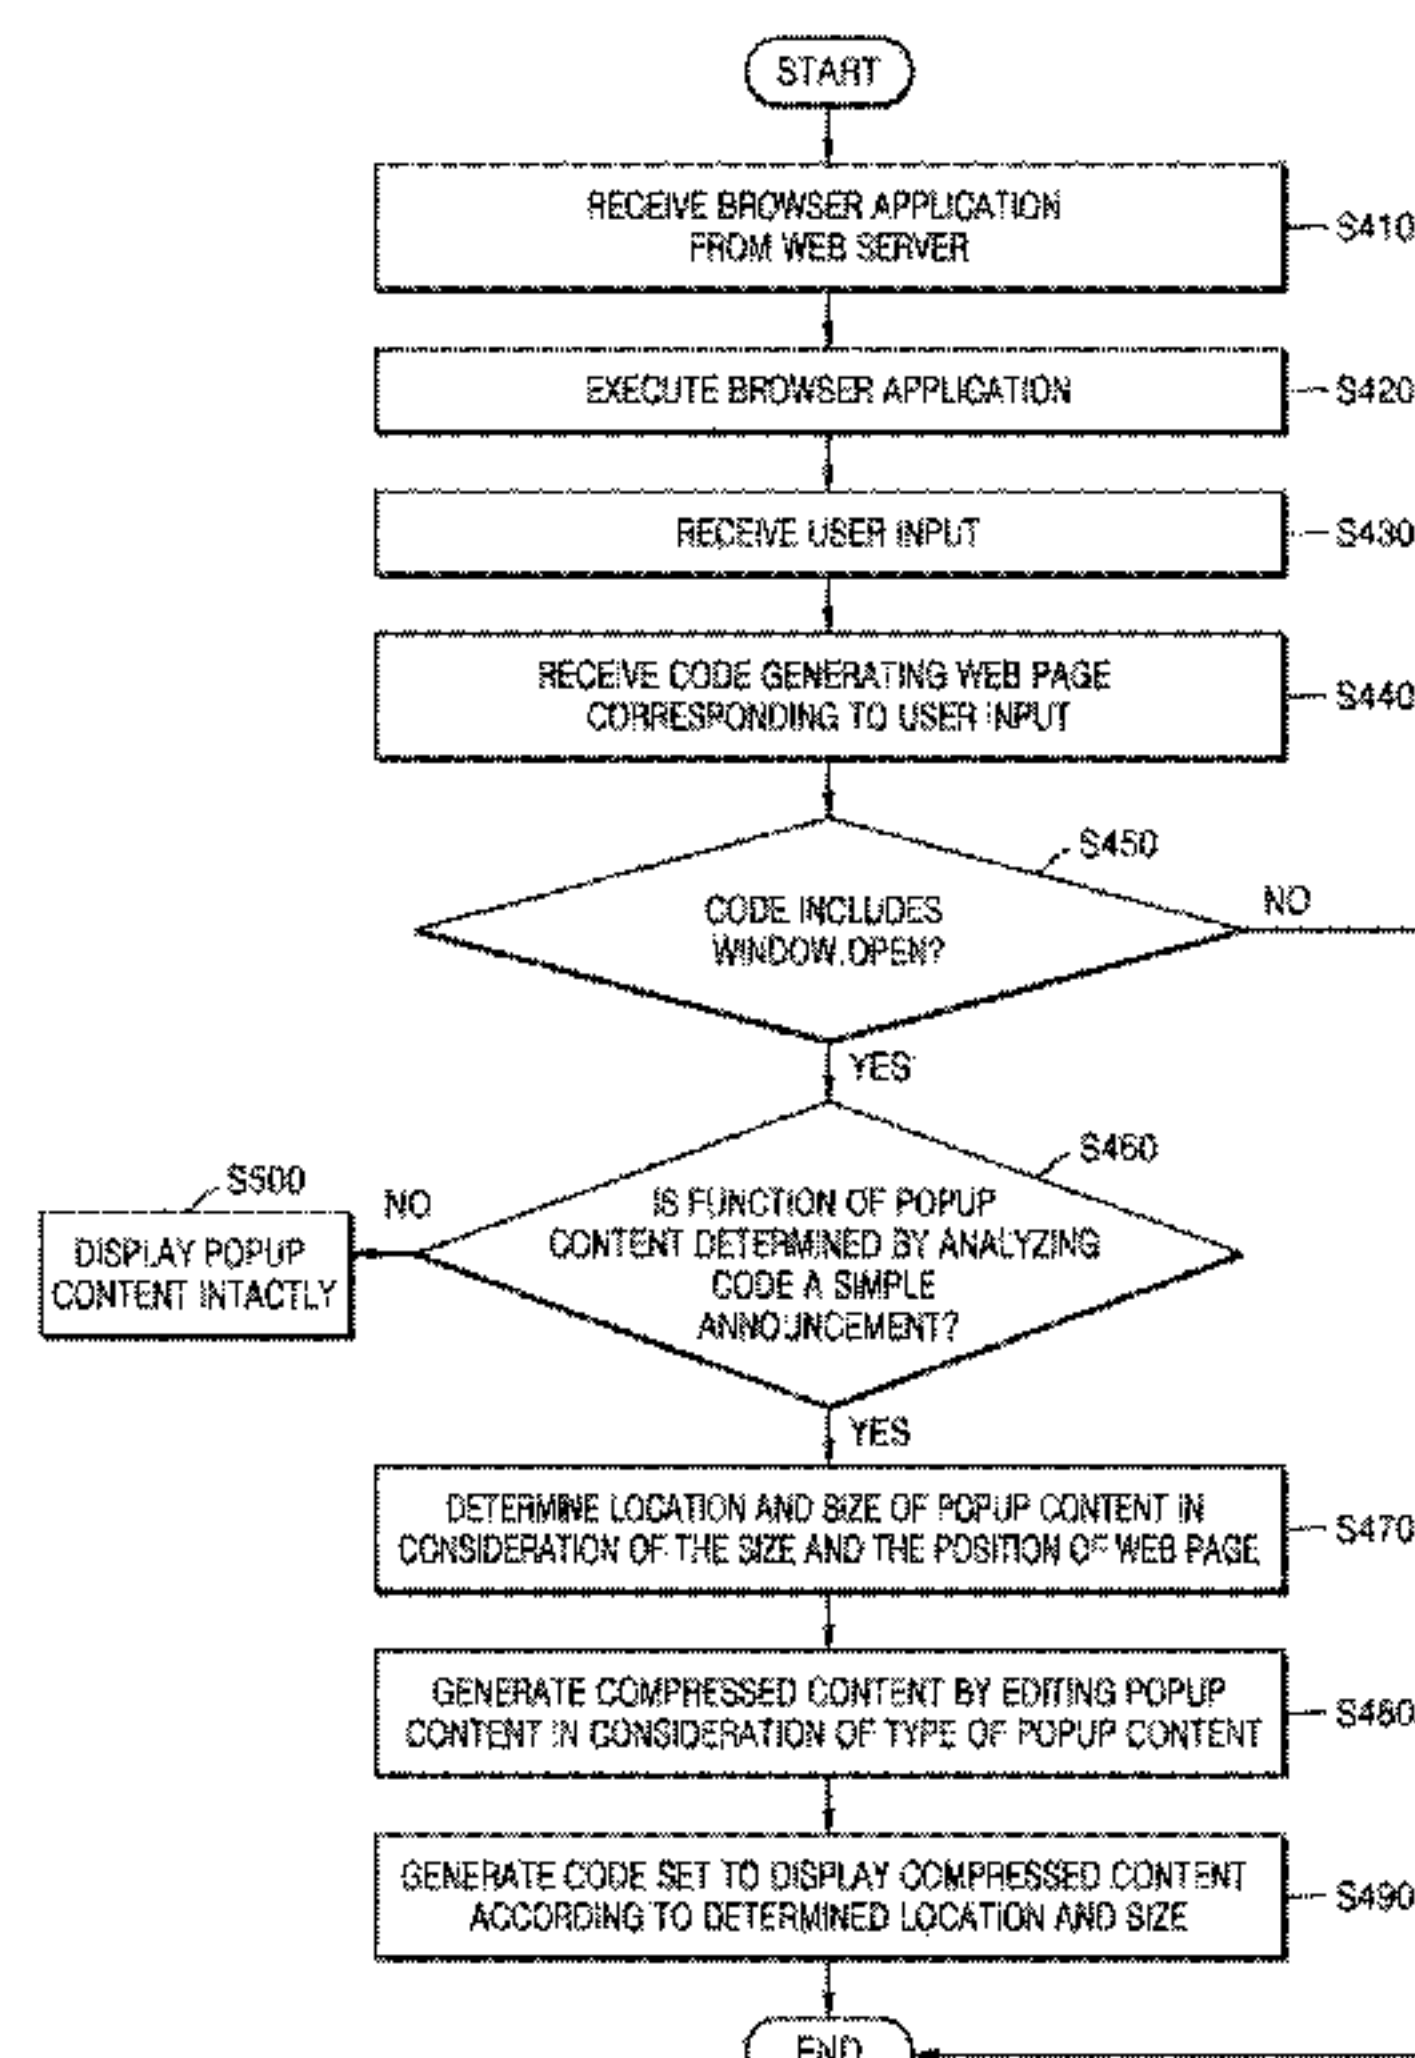 START
RECEIVE BROWSER APPLICATION
FROM WEB SERVER
S410
EXECUTE BROWSER APPLICATION
S420
RECEIVE USER INPUT
S430
RECEIVE CODE GENERATING WEB PAGE
CORRESPONDING TO USER INPUT
S440
S450
CODE INCLUDES
WINDOW.OPEN?
NO
YES
S460
S500
NO
IS FUNCTION OF POPUP
CONTENT DETERMINED BY ANALYZING
CODE A SIMPLE
ANNOUNCEMENT?
DISPLAY POPUP
CONTENT INTACTLY
YES
DETERMINE LOCATION AND SIZE OF POPUP CONTENT IN
CONSIDERATION OF THE SIZE AND THE POSITION OF WEB PAGE
S470
GENERATE COMPRESSED CONTENT BY EDITING POPUP
CONTENT IN CONSIDERATION OF TYPE OF POPUP CONTENT
S480
GENERATE CODE SET TO DISPLAY COMPRESSED CONTENT
ACCORDING TO DETERMINED LOCATION AND SIZE
S490
END